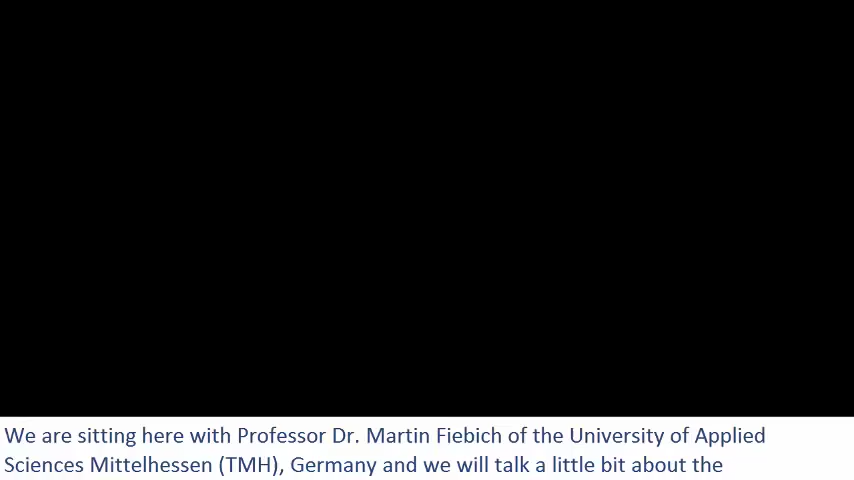 We are sitting here with Professor Dr. Martin Fiebich of the University of Applied
Sciences Mittelhessen (TMH), Germany and we will talk a little bit about the